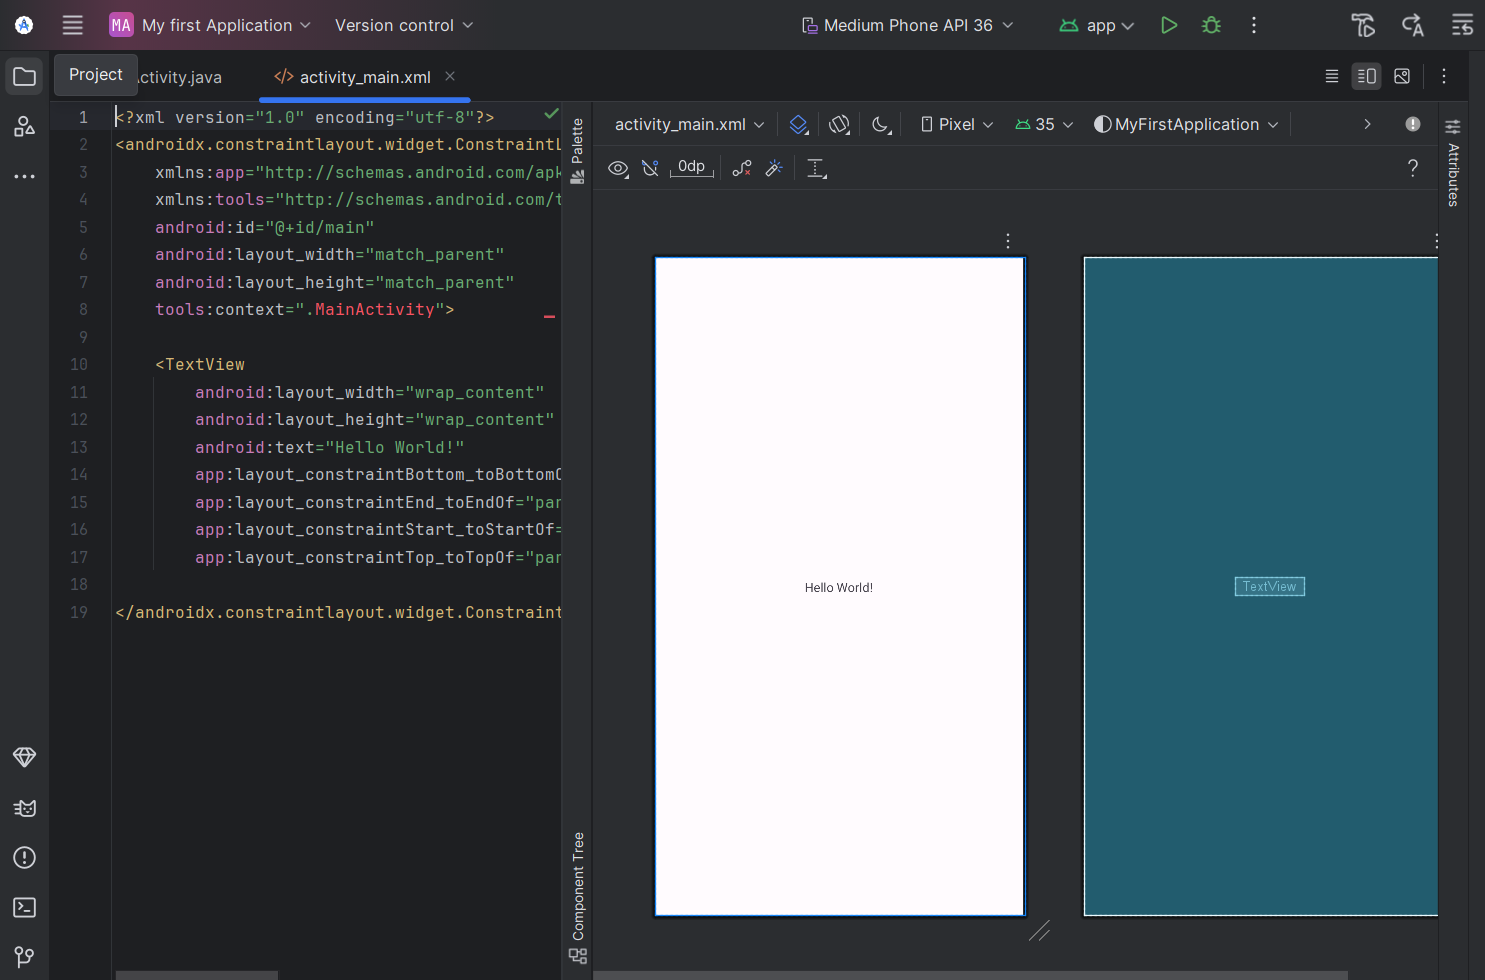 MA My first Application Version control Medium Phone API 36 app
Project
ctivity.java activity_main.xml
1 <?xml version="1.0" encoding="utf-8"?>
2 <androidx.constraintlayout.widget.ConstraintL
3 xmlns:app="http://schemas.android.com/apk
4 xmlns:tools="http://schemas.android.com/t
5 android:id="@+id/main"
6 android:layout_width="match_parent"
7 android:layout_height="match_parent"
8 tools:context=".MainActivity">
9
10 <TextView
11 android:layout_width="wrap_content"
12 android:layout_height="wrap_content"
13 android:text="Hello World!"
14 app:layout_constraintBottom_toBottomO
15 app:layout_constraintEnd_toEndOf="par
16 app:layout_constraintStart_toStartOf=
17 app:layout_constraintTop_toTopOf="par
18
19 </androidx.constraintlayout.widget.Constraint
Palette
Component Tree
activity_main.xml Pixel 35 MyFirstApplication
0dp ?
Hello World!
TextView
Attributes